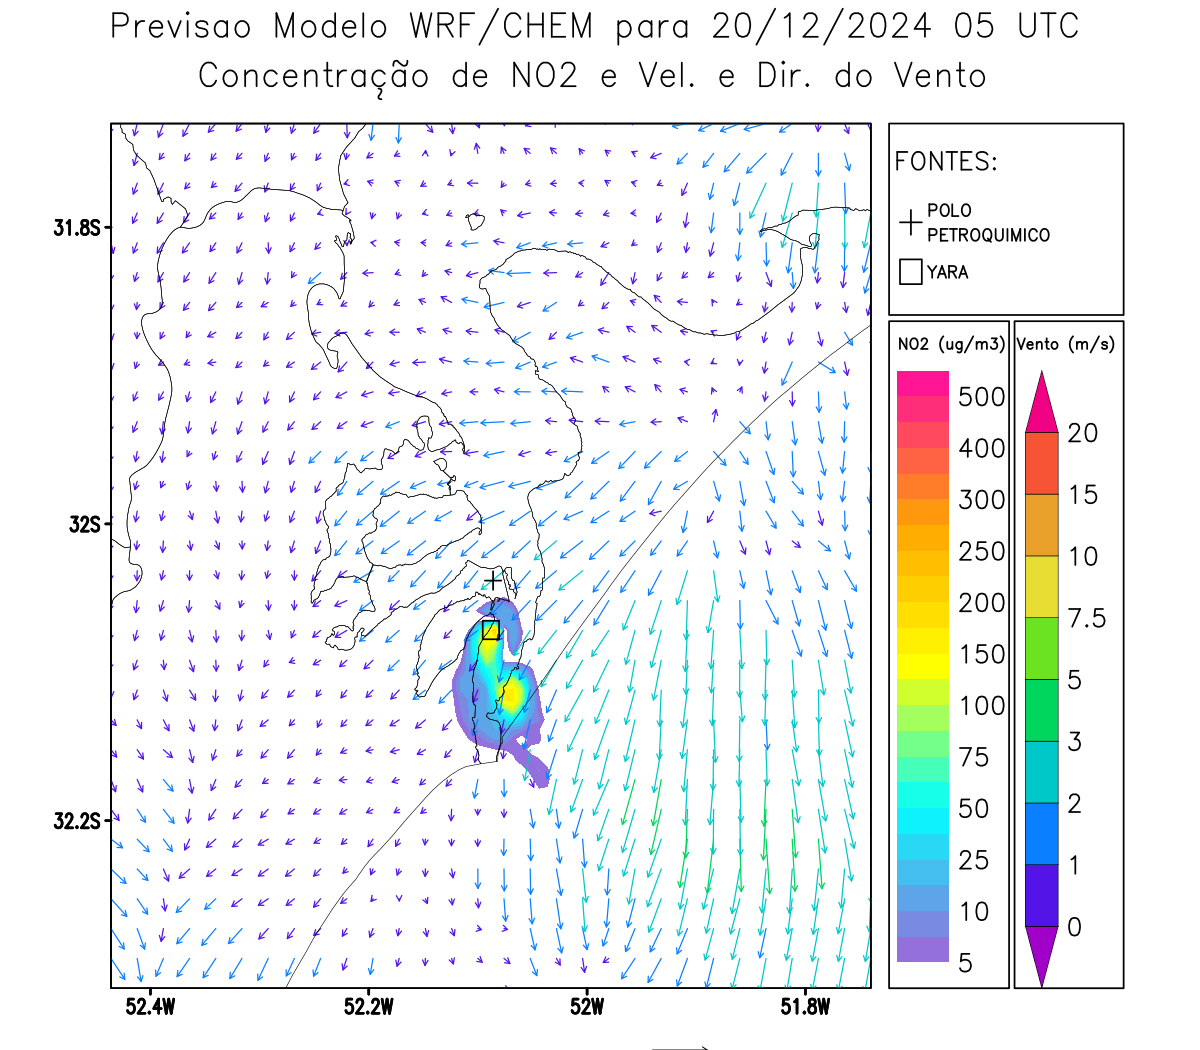 Previsao Modelo WRF/CHEM para 20/12/2024 05 UTC
Concentração de NO2 e Vel. e Dir. do Vento
FONTES:
POLO
PETROQUIMICO
YARA
NO2 (ug/m3)
500
400
300
250
200
150
100
75
50
25
10
5
Vento (m/s)
20
15
10
7.5
5
3
2
1
0
31.8S
32S
32.2S
52.4W
52.2W
52W
51.8W